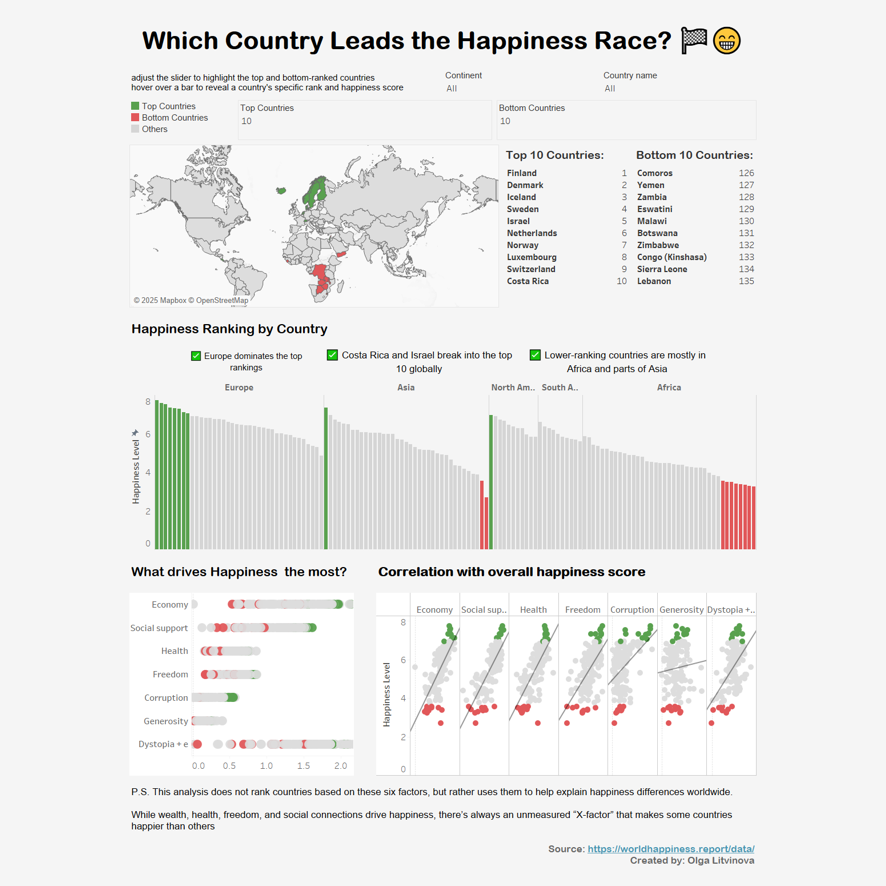 Which Country Leads the Happiness Race? 🏁😁
adjust the slider to highlight the top and bottom-ranked countries
hover over a bar to reveal a country's specific rank and happiness score
Continent
All
Country name
All
Top Countries
Bottom Countries
Others
Top Countries
10
Bottom Countries
10
© 2025 Mapbox © OpenStreetMap
Top 10 Countries:
Finland 1
Denmark 2
Iceland 3
Sweden 4
Israel 5
Netherlands 6
Norway 7
Luxembourg 8
Switzerland 9
Costa Rica 10
Bottom 10 Countries:
Comoros 126
Yemen 127
Zambia 128
Eswatini 129
Malawi 130
Botswana 131
Zimbabwe 132
Congo (Kinshasa) 133
Sierra Leone 134
Lebanon 135
Happiness Ranking by Country
✅ Europe dominates the top
rankings
✅ Costa Rica and Israel break into the top
10 globally
✅ Lower-ranking countries are mostly in
Africa and parts of Asia
Europe Asia North Am.. South A.. Africa
Happiness Level
8
6
4
2
0
What drives Happiness the most?
Economy
Social support
Health
Freedom
Corruption
Generosity
Dystopia + e
0.0 0.5 1.0 1.5 2.0
Correlation with overall happiness score
Economy Social sup.. Health Freedom Corruption Generosity Dystopia +..
Happiness Level
8
6
4
2
0
P.S. This analysis does not rank countries based on these six factors, but rather uses them to help explain happiness differences worldwide.
While wealth, health, freedom, and social connections drive happiness, there's always an unmeasured "X-factor" that makes some countries
happier than others
Source: https://worldhappiness.report/data/
Created by: Olga Litvinova